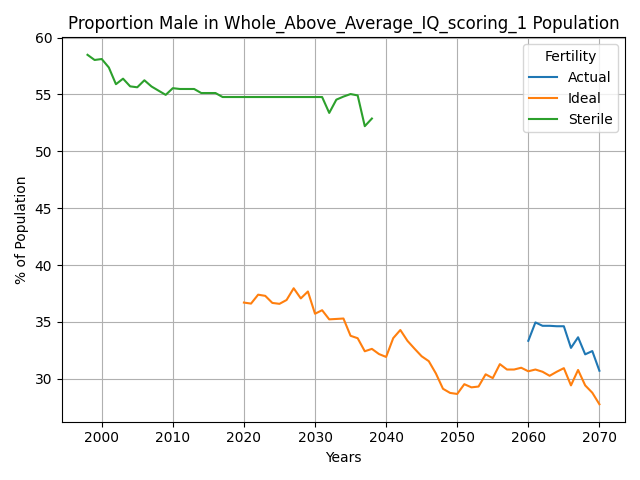 Proportion Male in Whole_Above_Average_IQ_scoring_1 Population
60
55
50
45
40
35
30
% of Population
Fertility
Actual
Ideal
Sterile
2000 2010 2020 2030 2040 2050 2060 2070
Years